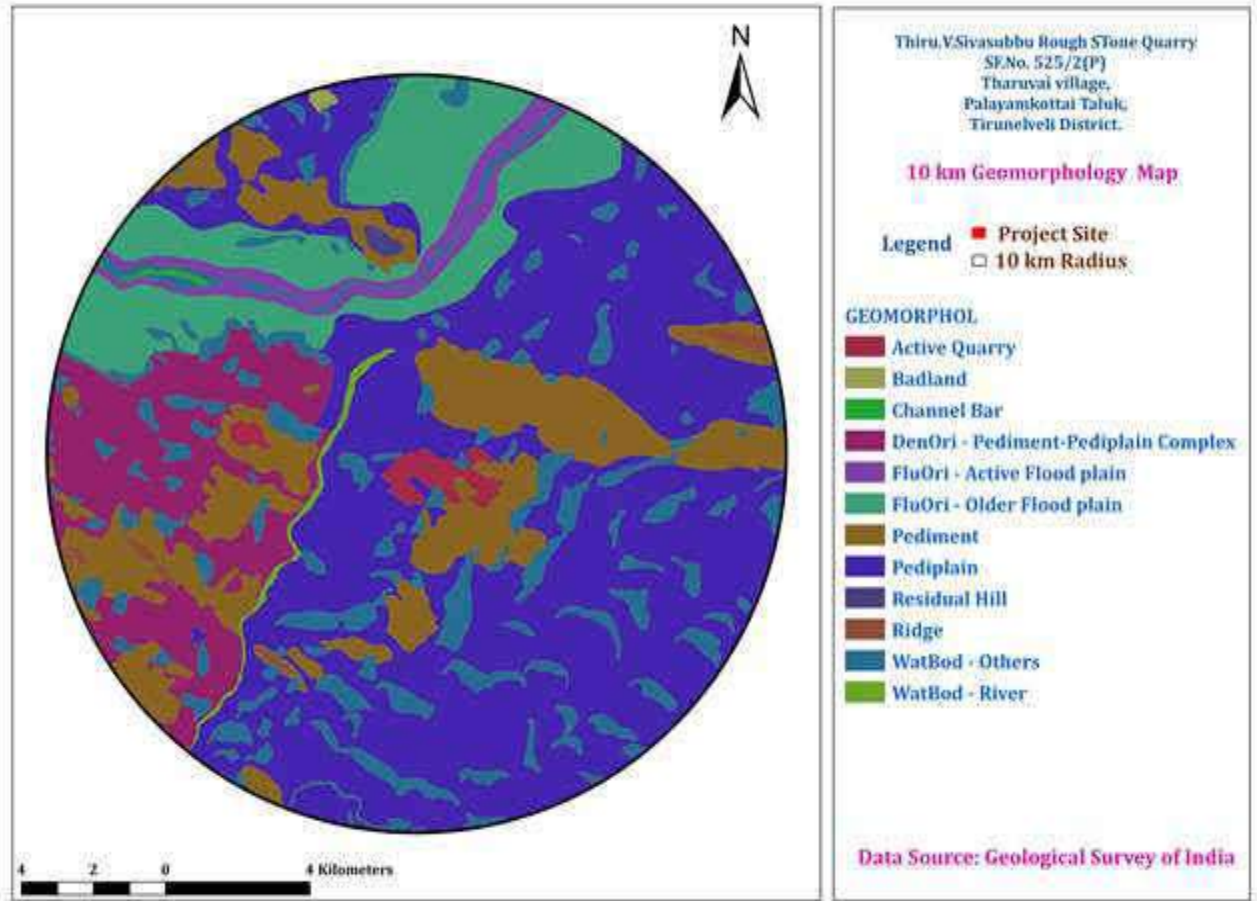 N
4 2 0 4 Kilometers
Thiru.V.Sivasubbu Rough STone Quarry
SF.No. 525/2(P)
Tharuvai village,
Palayamkottai Taluk,
Tirunelveli District.
10 km Geomorphology Map
Legend
Project Site
10 km Radius
GEOMORPHOL
Active Quarry
Badland
Channel Bar
DenOri - Pediment-Pediplain Complex
FluOri - Active Flood plain
FluOri - Older Flood plain
Pediment
Pediplain
Residual Hill
Ridge
WatBod - Others
WatBod - River
Data Source: Geological Survey of India